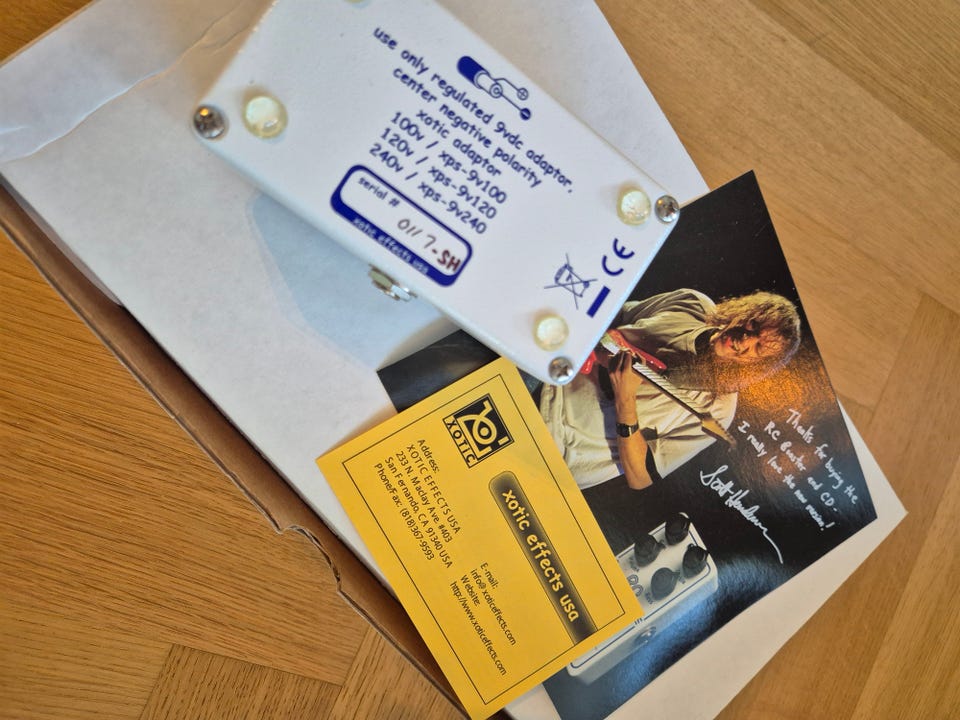 use only regulated 9vdc adaptor,
center negative polarity
xotic adaptor
100v / xps-9v100
120v / xps-9v120
240v / xps-9v240
serial #
0117-SH
xotic effects usa
CE
Thanks for buying the
RC Booster and CD -
I really love the new version!
Scott Henderson
XOTIC
xotic effects usa
Address:
XOTIC EFFECTS USA
233 N. Maclay Ave. #403
San Fernando, CA 91340 USA
Phone/Fax: (818)367-9593
E-mail:
info@xoticeffects.com
Website:
http://www.xoticeffects.com